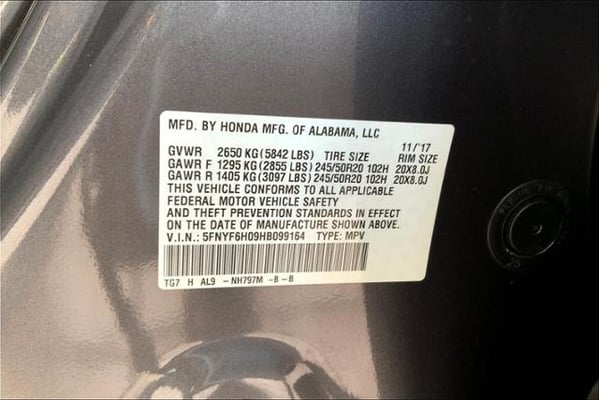 MFD. BY HONDA MFG. OF ALABAMA, LLC
11/'17
GVWR 2650 KG(5842 LBS) TIRE SIZE RIM SIZE
GAWR F 1295 KG(2855 LBS) 245/50R20 102H 20X8.0J
GAWR R 1405 KG(3097 LBS) 245/50R20 102H 20X8.0J
THIS VEHICLE CONFORMS TO ALL APPLICABLE
FEDERAL MOTOR VEHICLE SAFETY
AND THEFT PREVENTION STANDARDS IN EFFECT
ON THE DATE OF MANUFACTURE SHOWN ABOVE.
V.I.N.: 5FNYF6H09HB099164 TYPE: MPV
TG7 H AL9 - NH797M -B -B